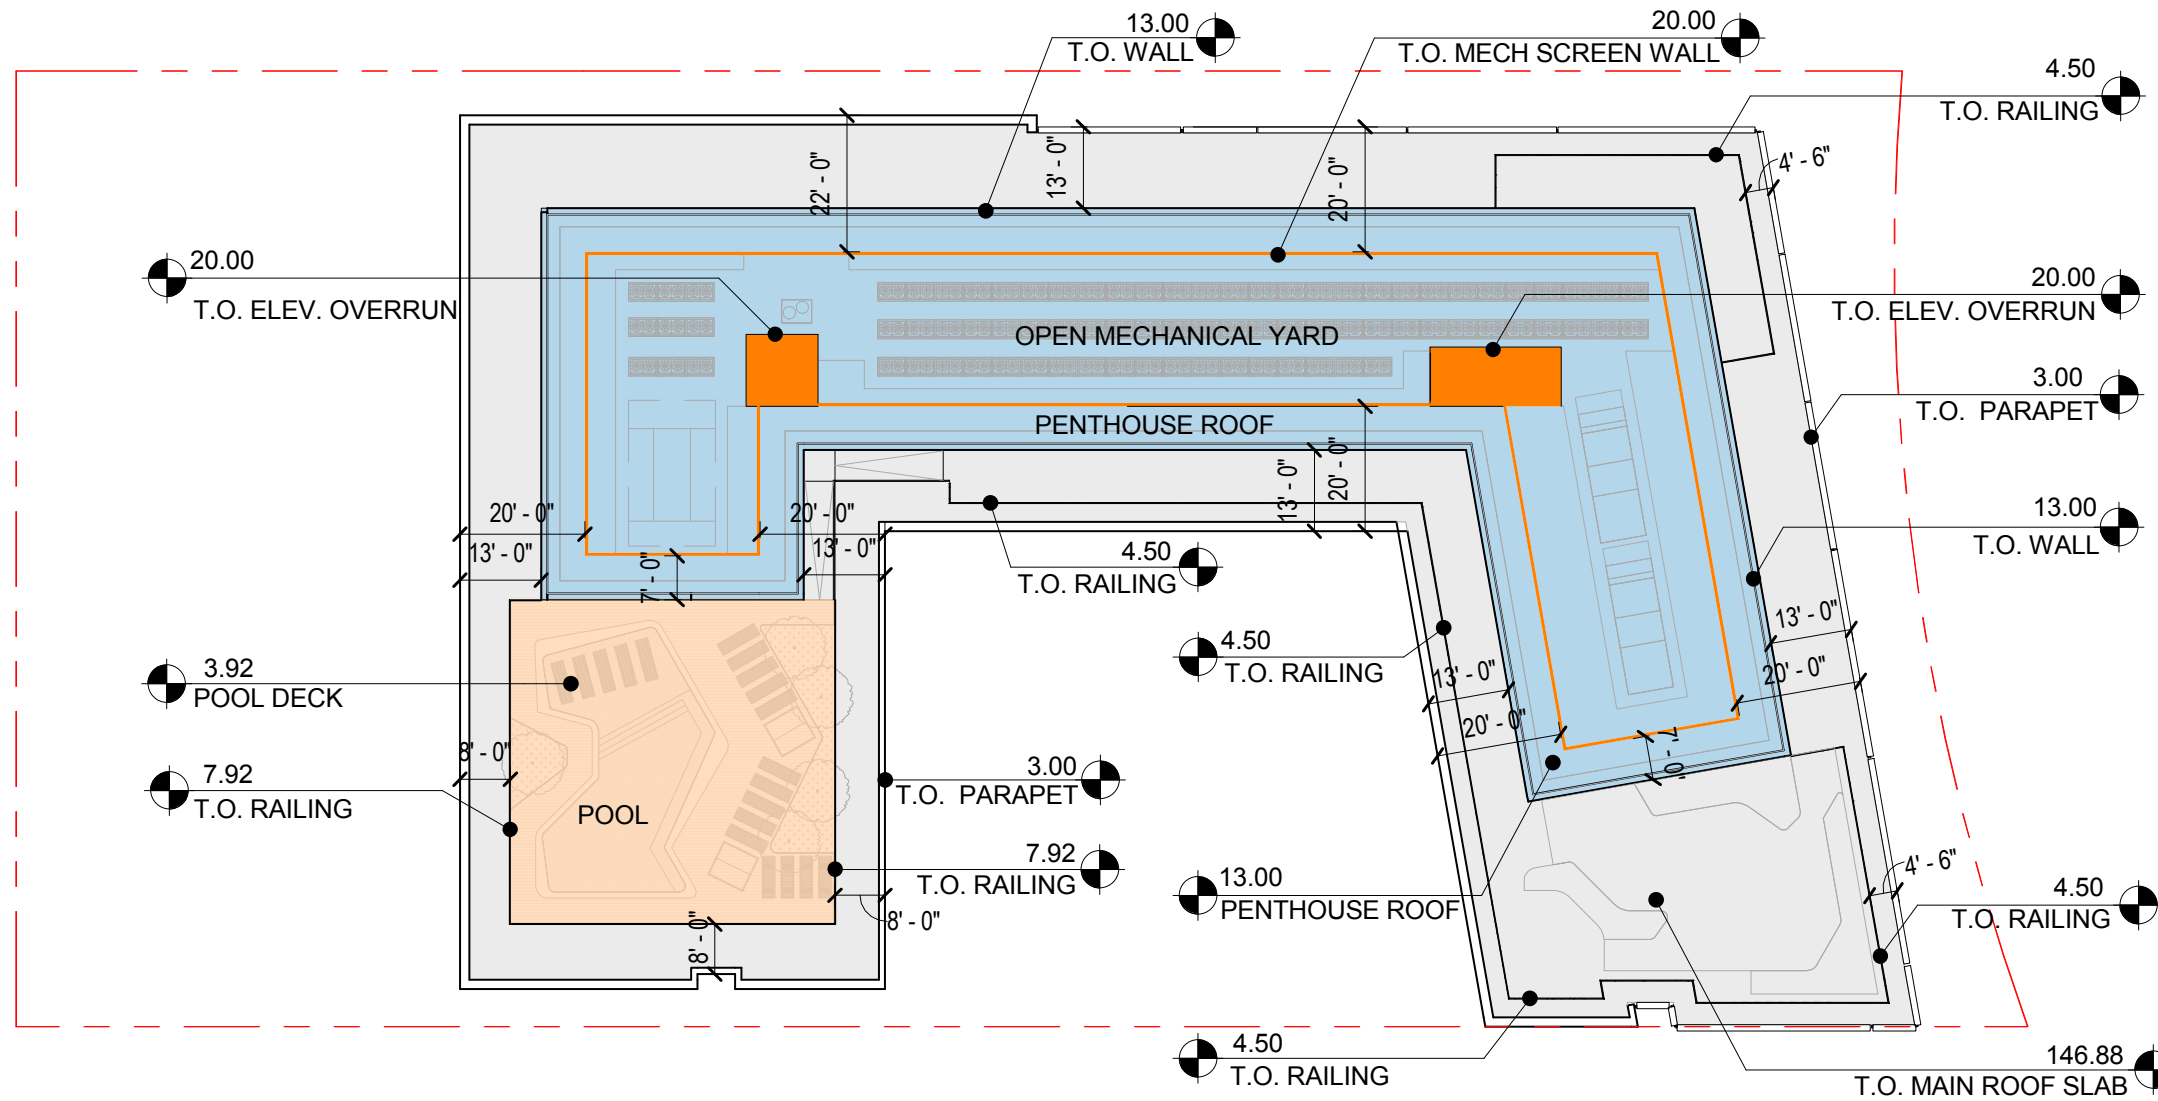 13.00
T.O. WALL
20.00
T.O. MECH SCREEN WALL
4.50
T.O. RAILING
22' - 0"
13' - 0"
20' - 0"
4' - 6"
20.00
T.O. ELEV. OVERRUN
20.00
T.O. ELEV. OVERRUN
OPEN MECHANICAL YARD
3.00
T.O.  PARAPET
PENTHOUSE ROOF
13' - 0"
20' - 0"
20' - 0"
20' - 0"
13' - 0"
13' - 0"
7' - 0"
4.50
T.O. RAILING
13.00
T.O. WALL
13' - 0"
4.50
T.O. RAILING
13' - 0"
20' - 0"
20' - 0"
7' - 0"
3.92
POOL DECK
8' - 0"
7.92
T.O. RAILING
POOL
3.00
T.O.  PARAPET
7.92
T.O. RAILING
8' - 0"
8' - 0"
13.00
PENTHOUSE ROOF
4' - 6"
4.50
T.O. RAILING
4.50
T.O. RAILING
146.88
T.O. MAIN ROOF SLAB